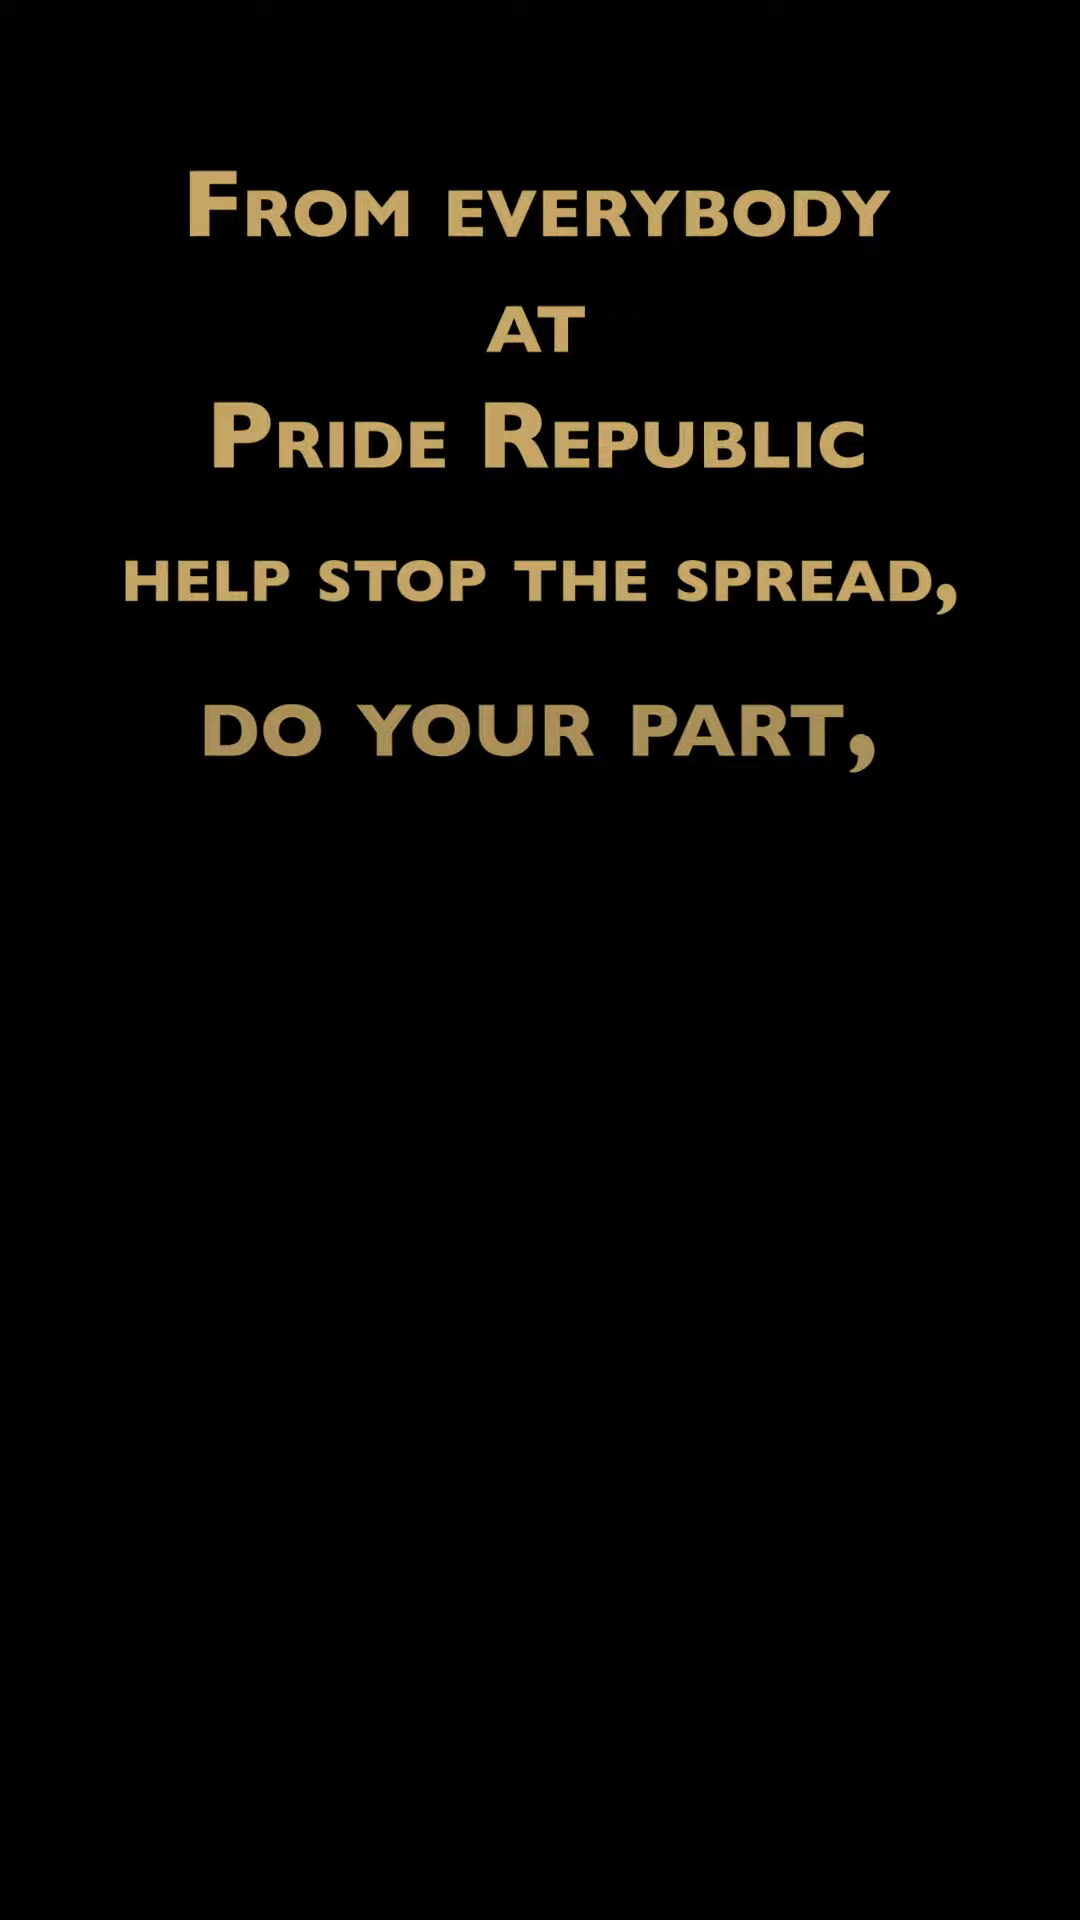 From everybody
at
Pride Republic
help stop the spread,
do your part,